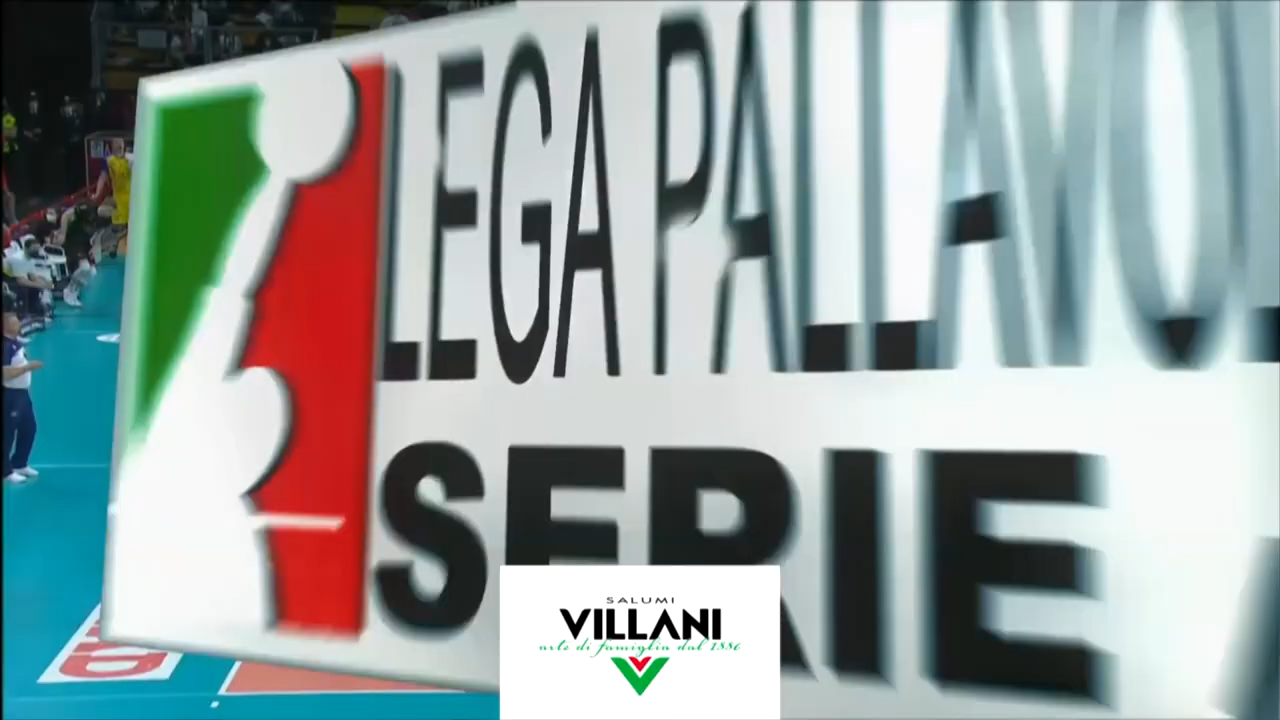 LEGA PALLAVO
SERIE
SALUMI
VILLANI
arte di famiglia dal 1886